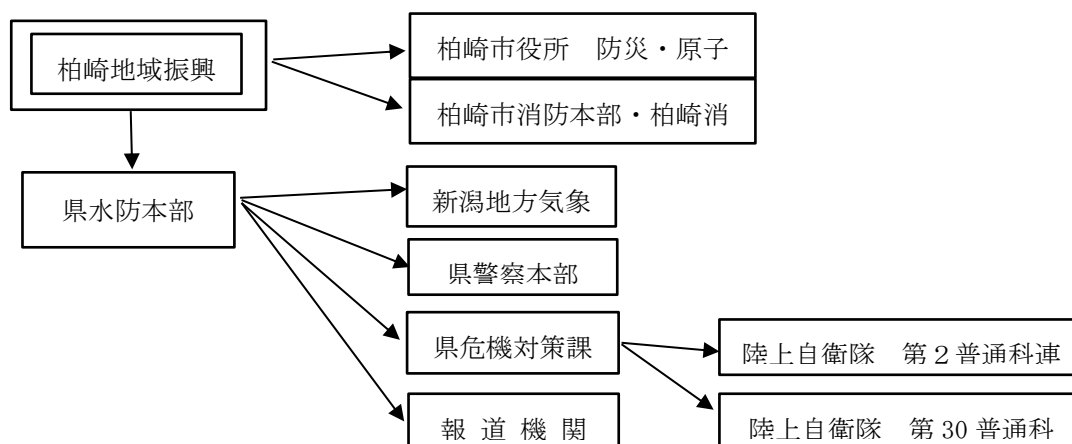 柏崎地域振興
柏崎市役所　防災・原子
柏崎市消防本部・柏崎消
県水防本部
新潟地方気象
県警察本部
県危機対策課
陸上自衛隊　第２普通科連
報 道 機 関
陸上自衛隊　第 30 普通科